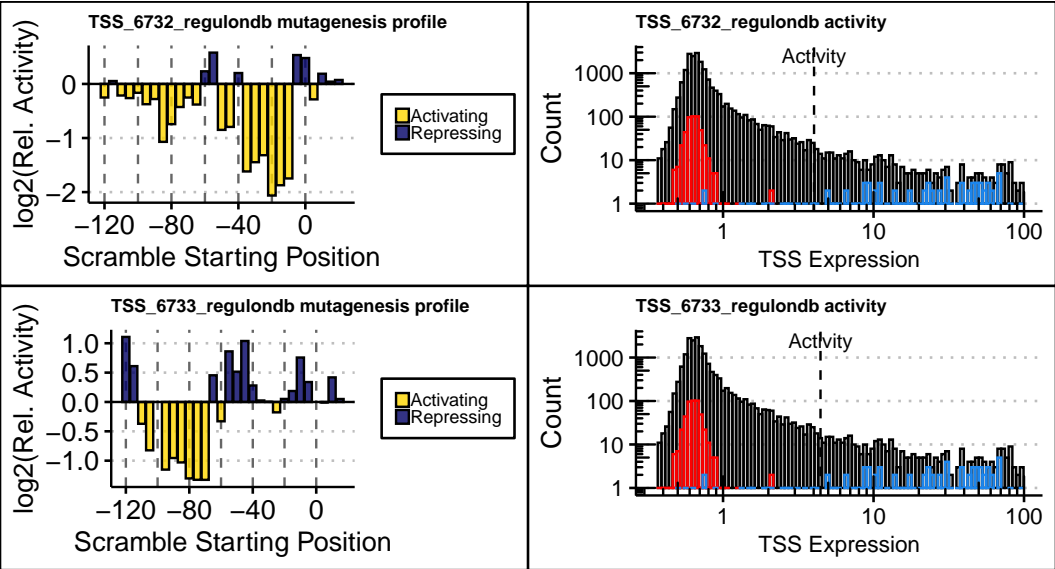 TSS_6732_regulondb mutagenesis profile
log2(Rel. Activity)
0
−1
−2
−120 −80 −40 0
Scramble Starting Position
Activating
Repressing
TSS_6732_regulondb activity
Activity
Count
1000
100
10
1
1 10 100
TSS Expression
TSS_6733_regulondb mutagenesis profile
log2(Rel. Activity)
1.0
0.5
0.0
−0.5
−1.0
−120 −80 −40 0
Scramble Starting Position
Activating
Repressing
TSS_6733_regulondb activity
Activity
Count
1000
100
10
1
1 10 100
TSS Expression